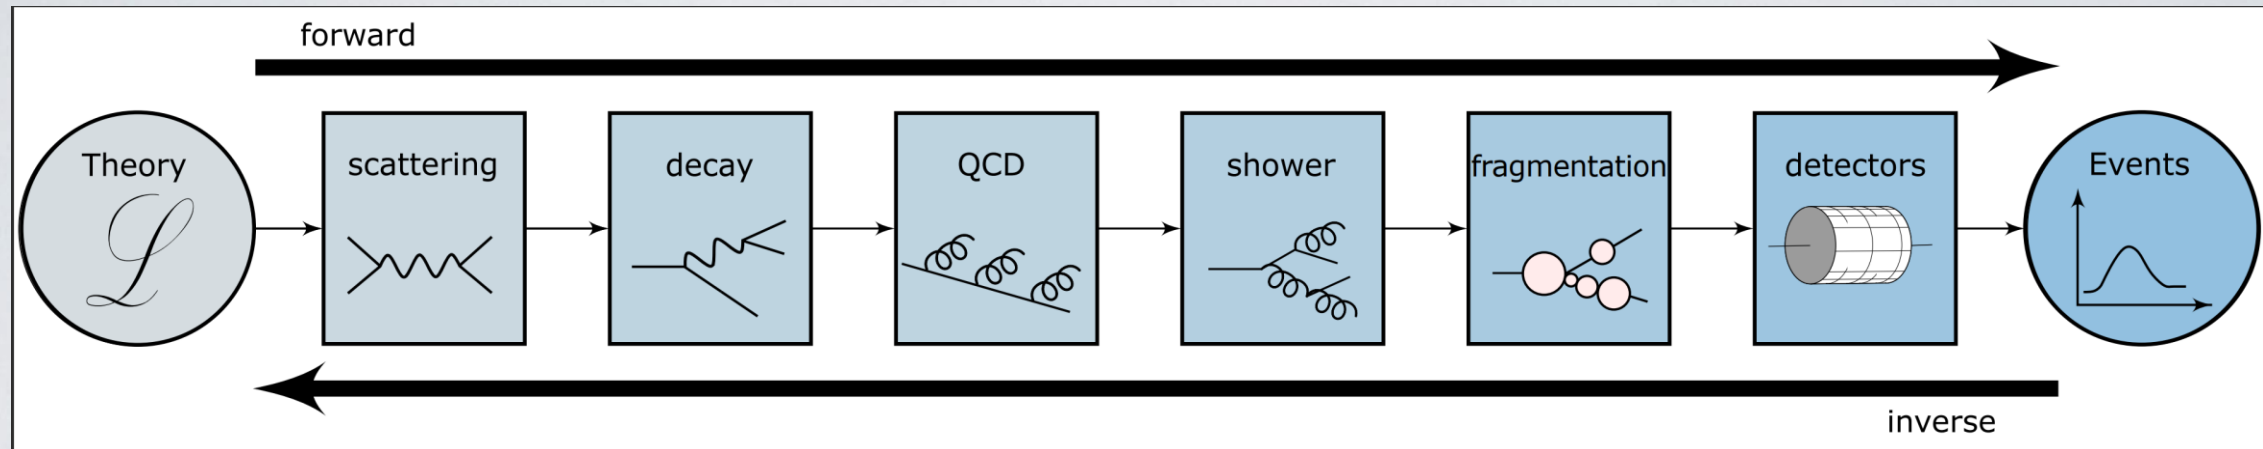 forward
Theory
ℒ
scattering
decay
QCD
shower
fragmentation
detectors
Events
inverse